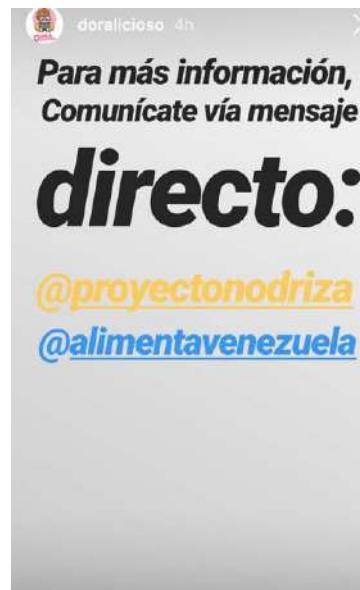 doralicioso 4h
Para más información,
Comunícate vía mensaje
directo:
@proyectonodriza
@alimentavenezuela